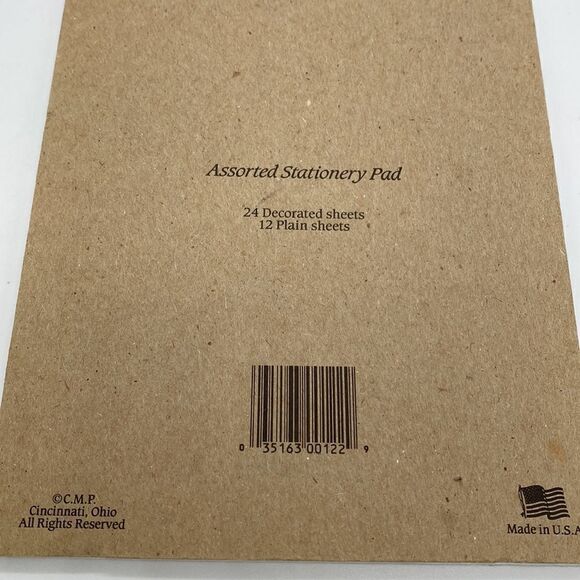 Assorted Stationery Pad
24 Decorated sheets
12 Plain sheets
0 35163 00122 9
©C.M.P.
Cincinnati, Ohio
All Rights Reserved
Made in U.S.A